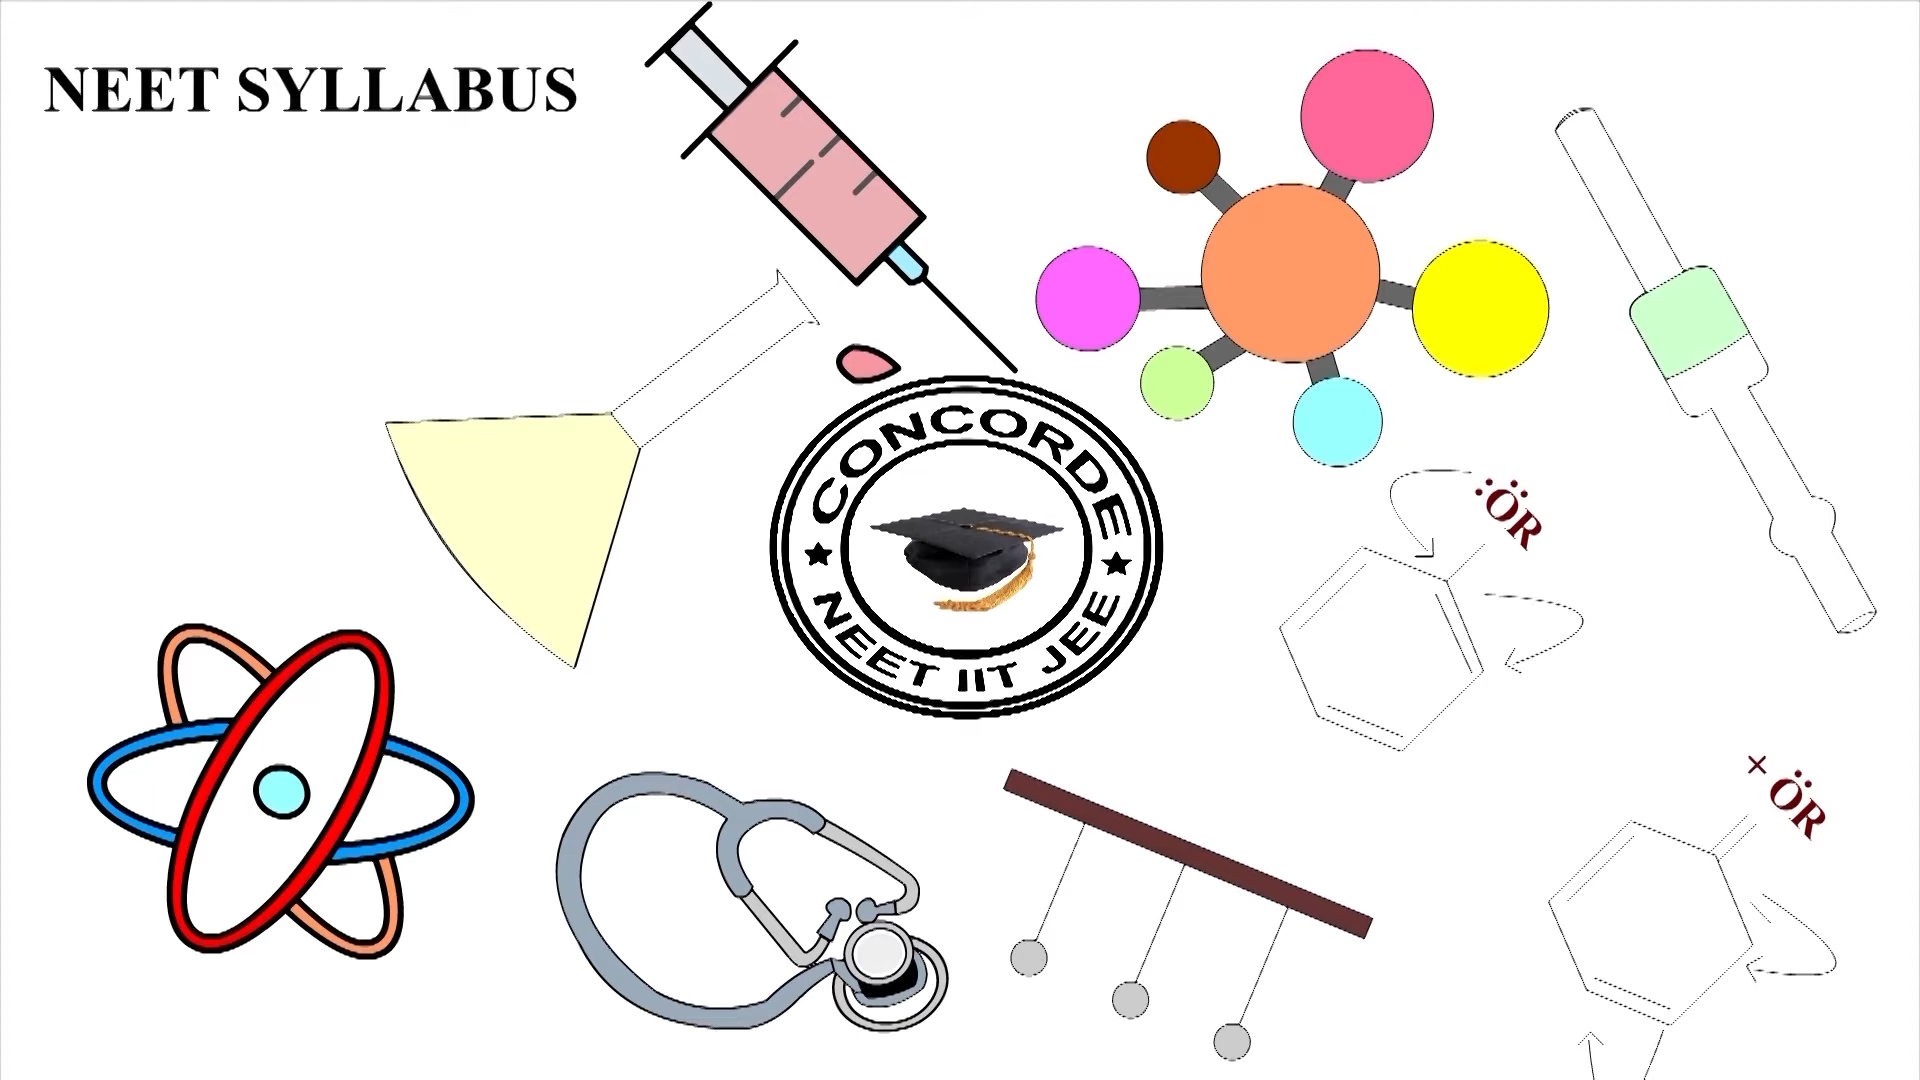 NEET SYLLABUS
CONCORDE
NEET IIT JEE
:ÖR
+ ÖR